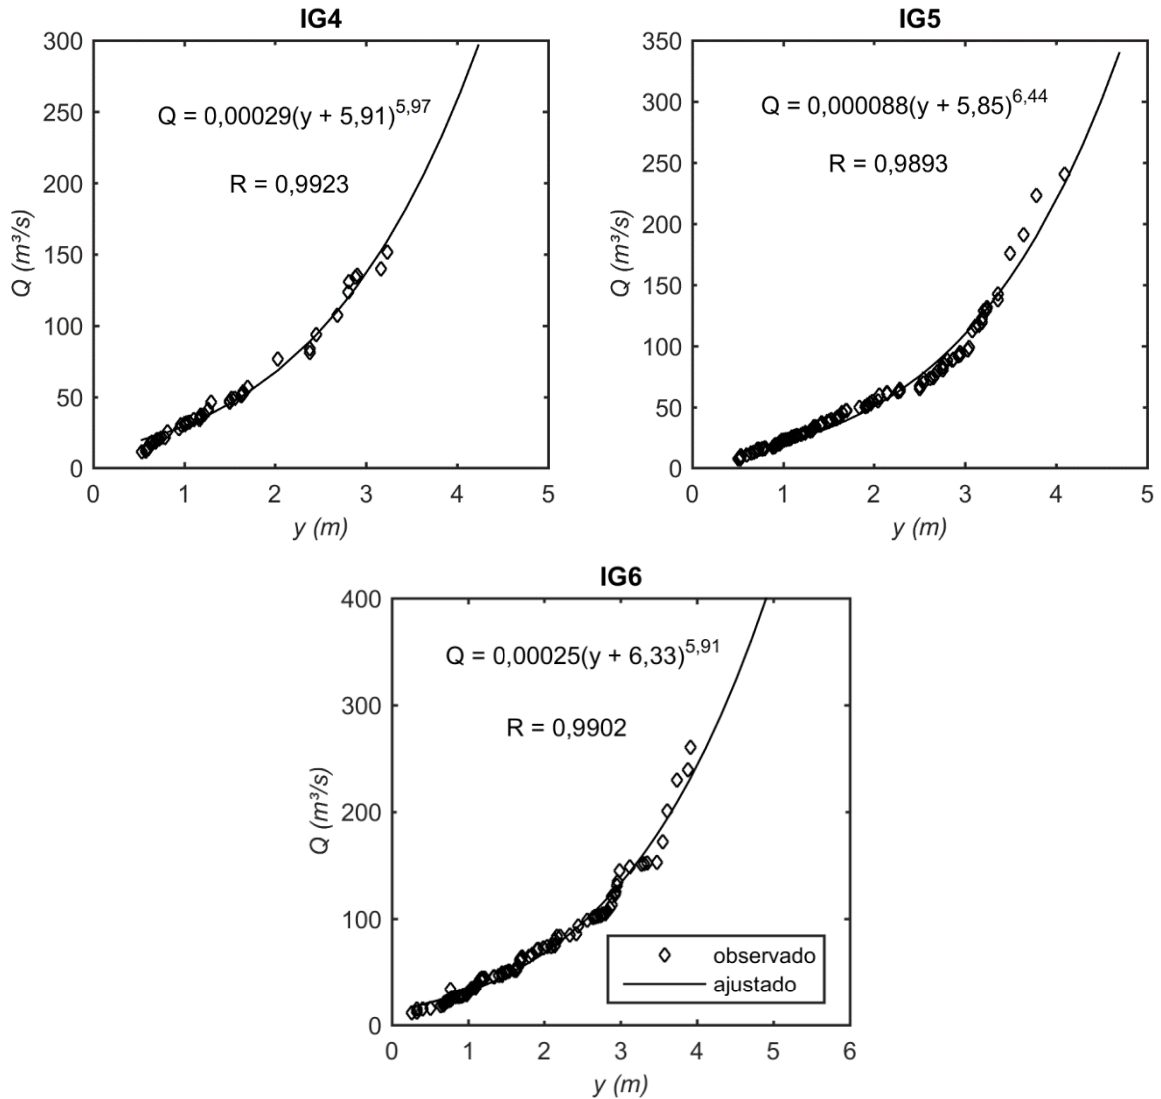 IG4
300
250
200
150
100
50
0
Q (m³/s)
Q = 0,00029(y + 5,91)^5,97
R = 0,9923
0 1 2 3 4 5
y (m)
IG5
350
300
250
200
150
100
50
0
Q (m³/s)
Q = 0,000088(y + 5,85)^6,44
R = 0,9893
0 1 2 3 4 5
y (m)
IG6
400
300
200
100
0
Q (m³/s)
Q = 0,00025(y + 6,33)^5,91
R = 0,9902
observado
ajustado
0 1 2 3 4 5 6
y (m)